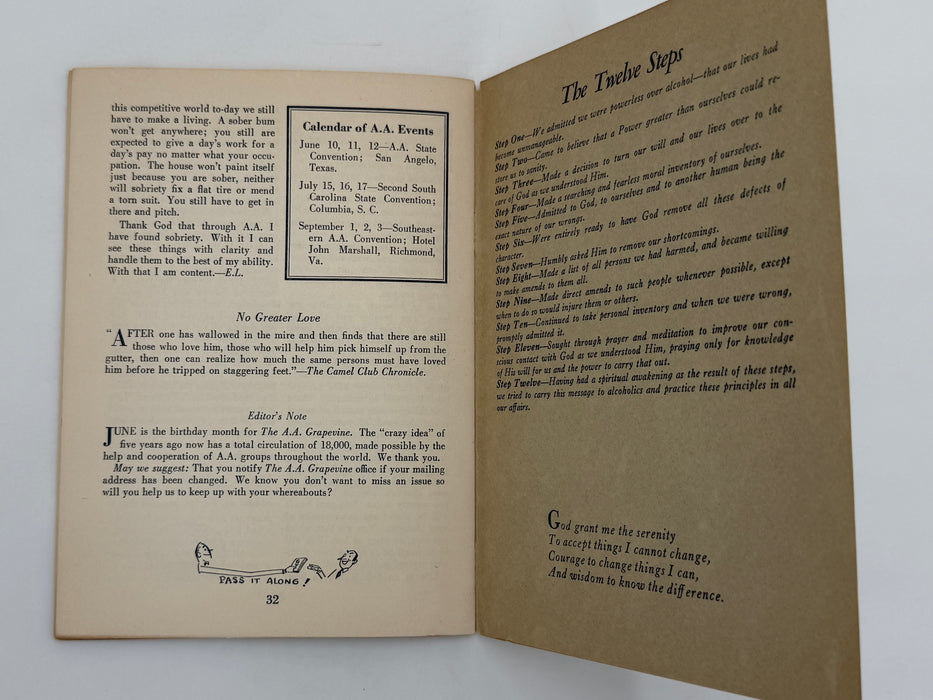 this competitive world to-day we still
have to make a living. A sober bum
won't get anywhere; you still are
expected to give a day's work for a
day's pay no matter what your occu-
pation. The house won't paint itself
just because you are sober, neither
will sobriety fix a flat tire or mend
a torn suit. You still have to get in
there and pitch.
Thank God that through A.A. I
have found sobriety. With it I can
see these things with clarity and
handle them to the best of my ability.
With that I am content.—E.L.
Calendar of A.A. Events
June 10, 11, 12—A.A. State
Convention; San Angelo,
Texas.
July 15, 16, 17—Second South
Carolina State Convention;
Columbia, S. C.
September 1, 2, 3—Southeast-
ern A.A. Convention; Hotel
John Marshall, Richmond,
Va.
No Greater Love
"AFTER one has wallowed in the mire and then finds that there are still
those who love him, those who will help him pick himself up from the
gutter, then one can realize how much the same persons must have loved
him before he tripped on staggering feet."—The Camel Club Chronicle.
Editor's Note
JUNE is the birthday month for The A.A. Grapevine. The "crazy idea" of
five years ago now has a total circulation of 18,000, made possible by the
help and cooperation of A.A. groups throughout the world. We thank you.
May we suggest: That you notify The A.A. Grapevine office if your mailing
address has been changed. We know you don't want to miss an issue so
will you help us to keep up with your whereabouts?
PASS IT ALONG!
32
The Twelve Steps
Step One—We admitted we were powerless over alcohol—that our lives had
become unmanageable.
Step Two—Came to believe that a Power greater than ourselves could re-
store us to sanity.
Step Three—Made a decision to turn our will and our lives over to the
care of God as we understood Him.
Step Four—Made a searching and fearless moral inventory of ourselves.
Step Five—Admitted to God, to ourselves and to another human being the
exact nature of our wrongs.
Step Six—Were entirely ready to have God remove all these defects of
character.
Step Seven—Humbly asked Him to remove our shortcomings.
Step Eight—Made a list of all persons we had harmed, and became willing
to make amends to them all.
Step Nine—Made direct amends to such people whenever possible, except
when to do so would injure them or others.
Step Ten—Continued to take personal inventory and when we were wrong,
promptly admitted it.
Step Eleven—Sought through prayer and meditation to improve our con-
scious contact with God as we understood Him, praying only for knowledge
of His will for us and the power to carry that out.
Step Twelve—Having had a spiritual awakening as the result of these steps,
we tried to carry this message to alcoholics and practice these principles in all
our affairs.
God grant me the serenity
To accept things I cannot change,
Courage to change things I can,
And wisdom to know the difference.